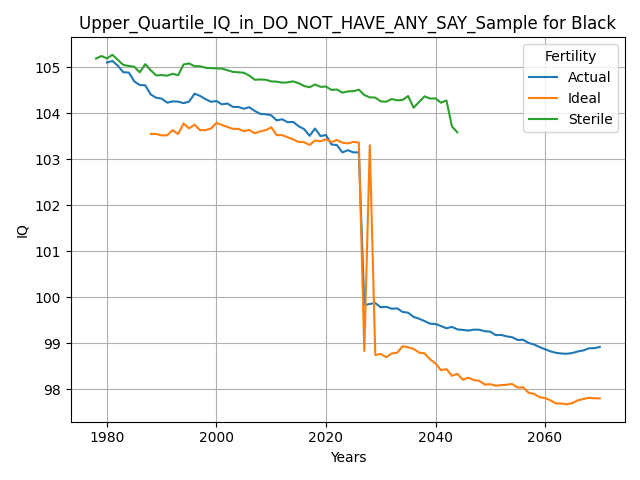 Upper_Quartile_IQ_in_DO_NOT_HAVE_ANY_SAY_Sample for Black
Fertility
Actual
Ideal
Sterile
IQ
105
104
103
102
101
100
99
98
1980
2000
2020
2040
2060
Years